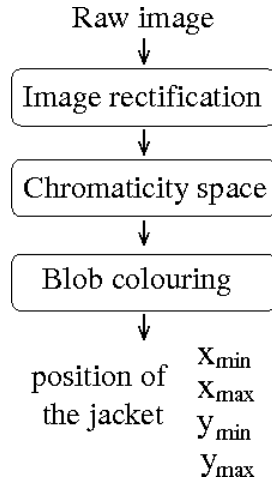 Raw image
Image rectification
Chromaticity space
Blob colouring
position of
the jacket
xmin
xmax
ymin
ymax